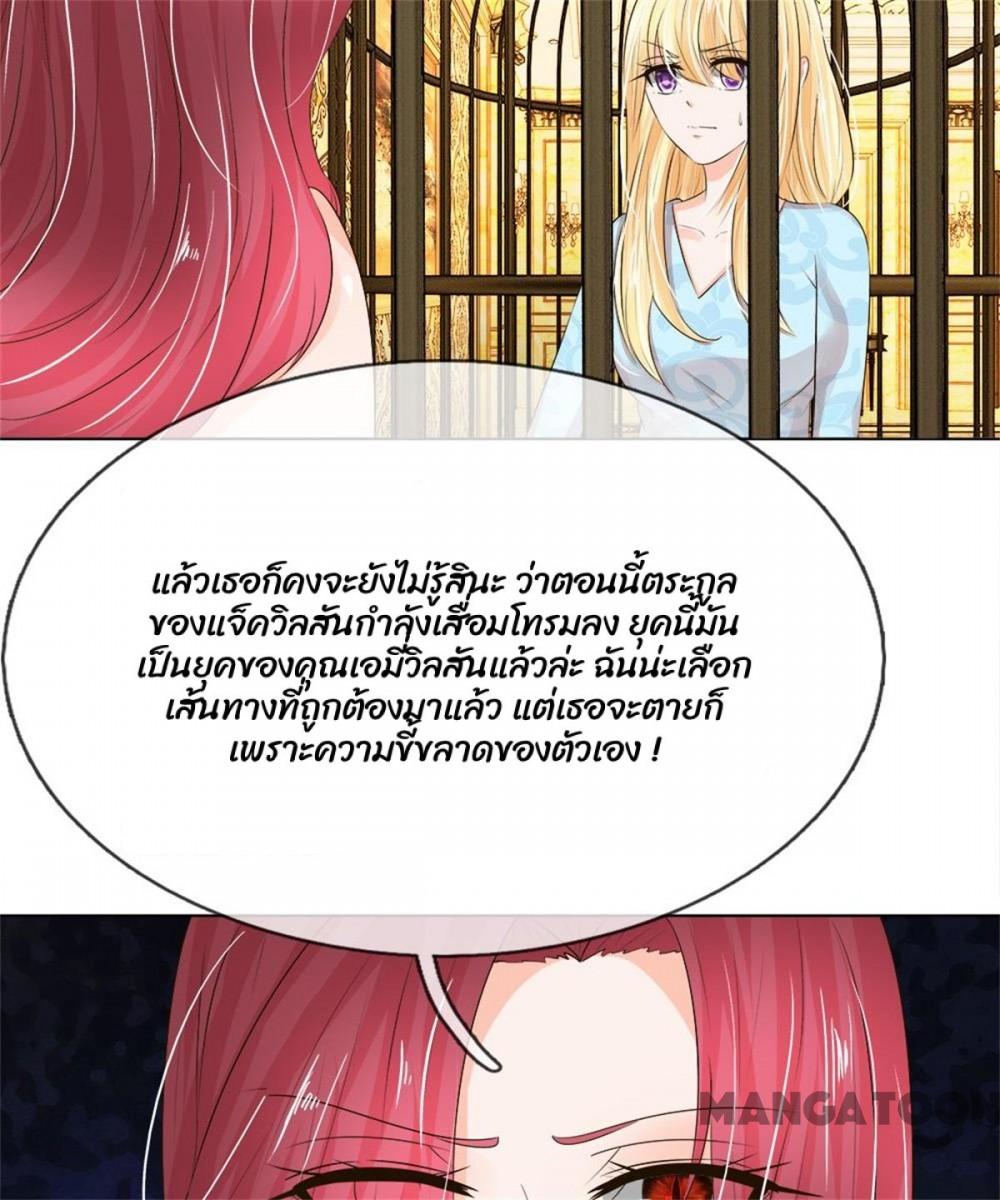 แล้วเธอก็คงจะยังไม่รู้สินะ ว่าตอนนี้ตระกูล
ของแจ็ควิลสันกำลังเสื่อมโทรมลง ยุคนี้มัน
เป็นยุคของคุณเอมี่วิลสันแล้วล่ะ ฉันน่ะเลือก
เส้นทางที่ถูกต้องมาแล้ว แต่เธอจะตายก็
เพราะความขี้ขลาดของตัวเอง !
MANGATOON